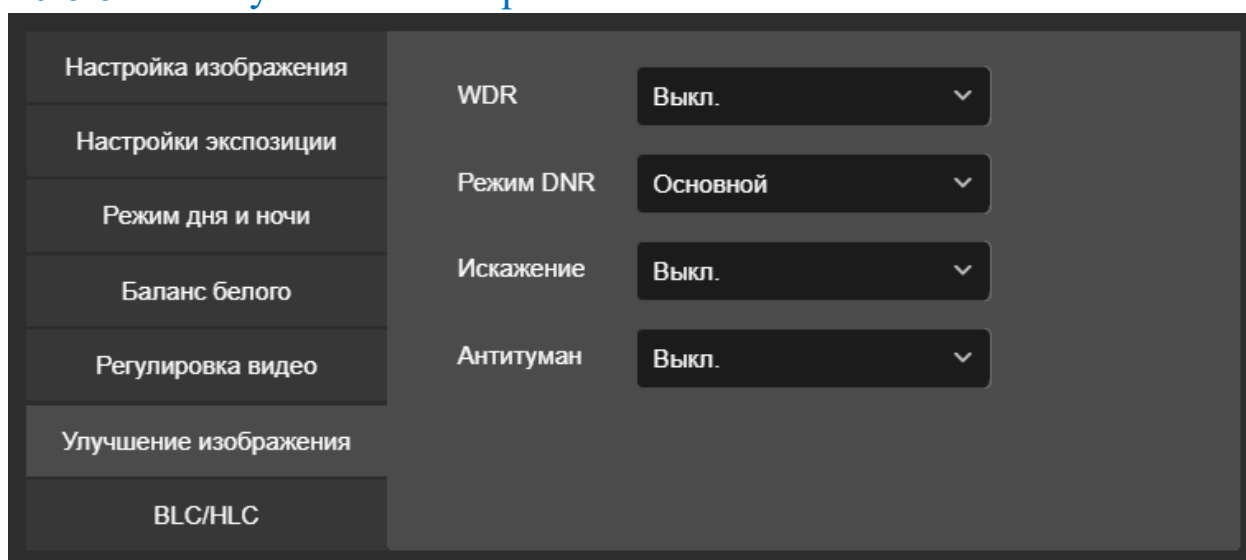 Настройка изображения
Настройки экспозиции
Режим дня и ночи
Баланс белого
Регулировка видео
Улучшение изображения
BLC/HLC
WDR Выкл.
Режим DNR Основной
Искажение Выкл.
Антитуман Выкл.